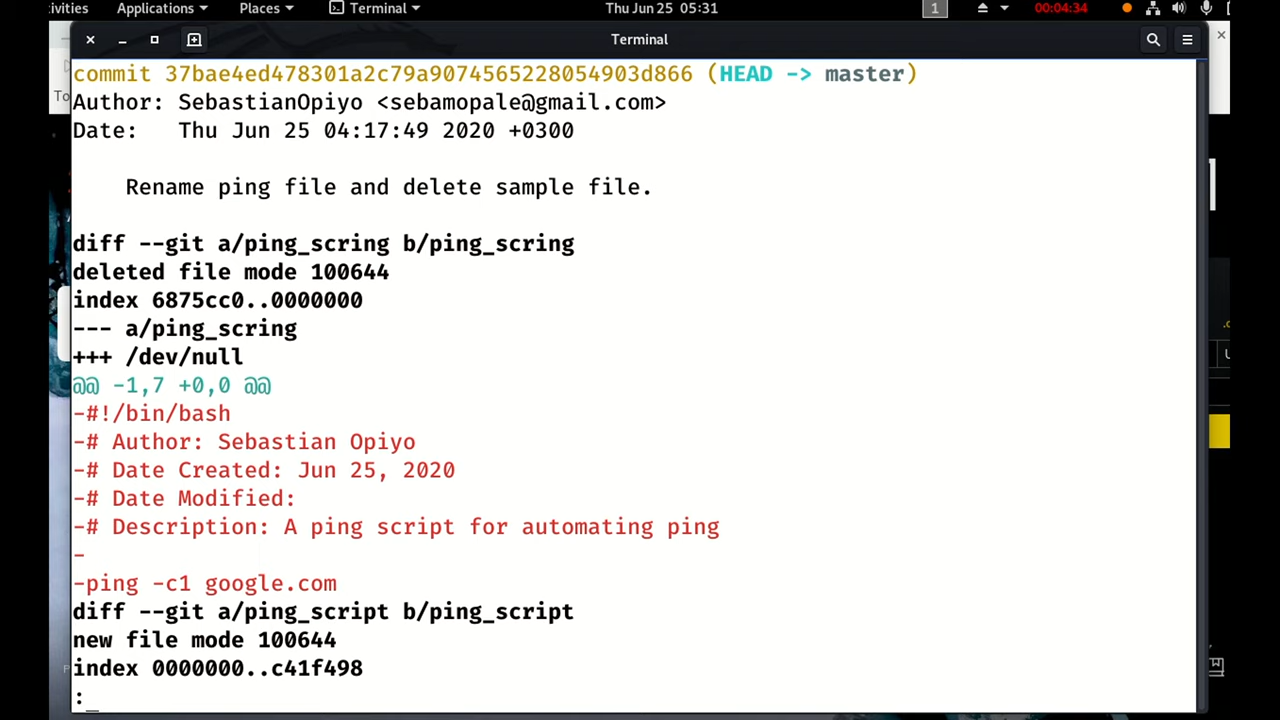 ivities Applications Places Terminal Thu Jun 25 05:31 1 00:04:34
Terminal
To
commit 37bae4ed478301a2c79a9074565228054903d866 (HEAD -> master)
Author: SebastianOpiyo <sebamopale@gmail.com>
Date:   Thu Jun 25 04:17:49 2020 +0300
    Rename ping file and delete sample file.
diff --git a/ping_scring b/ping_scring
deleted file mode 100644
index 6875cc0..0000000
--- a/ping_scring
+++ /dev/null
@@ -1,7 +0,0 @@
-#!/bin/bash
-# Author: Sebastian Opiyo
-# Date Created: Jun 25, 2020
-# Date Modified:
-# Description: A ping script for automating ping
-
-ping -c1 google.com
diff --git a/ping_script b/ping_script
new file mode 100644
index 0000000..c41f498
: